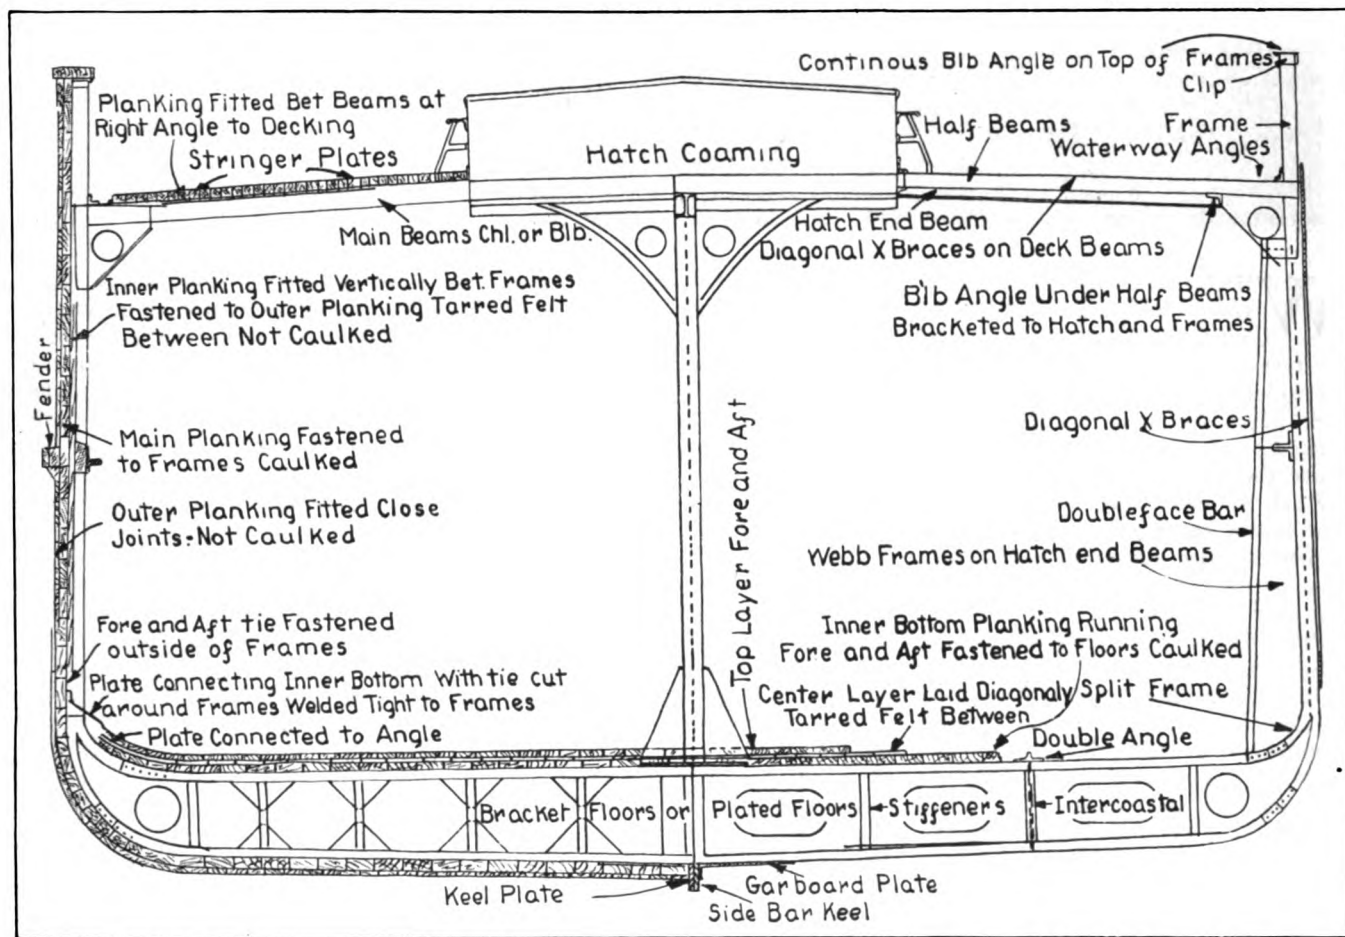 Continous Blb Angle on Top of Frames
Clip
Planking Fitted Bet Beams at
Right Angle to Decking
Stringer Plates
Hatch Coaming
Half Beams
Frame
Waterway Angles
Main Beams Chl. or Blb.
Hatch End Beam
Diagonal X Braces on Deck Beams
Inner Planking Fitted Vertically Bet. Frames
Fastened to Outer Planking Tarred Felt
Between Not Caulked
Blb Angle Under Half Beams
Bracketed to Hatch and Frames
Fender
Main Planking Fastened
to Frames Caulked
Top Layer Fore and Aft
Diagonal X Braces
Outer Planking Fitted Close
Joints-Not Caulked
Doubleface Bar
Webb Frames on Hatch end Beams
Fore and Aft tie Fastened
outside of Frames
Inner Bottom Planking Running
Fore and Aft Fastened to Floors Caulked
Plate Connecting Inner Bottom With tie cut
around Frames Welded Tight to Frames
Plate Connected to Angle
Center Layer Laid Diagonaly
Tarred Felt Between
Split Frame
Double Angle
Bracket Floors or Plated Floors Stiffeners Intercoastal
Keel Plate
Garboard Plate
Side Bar Keel